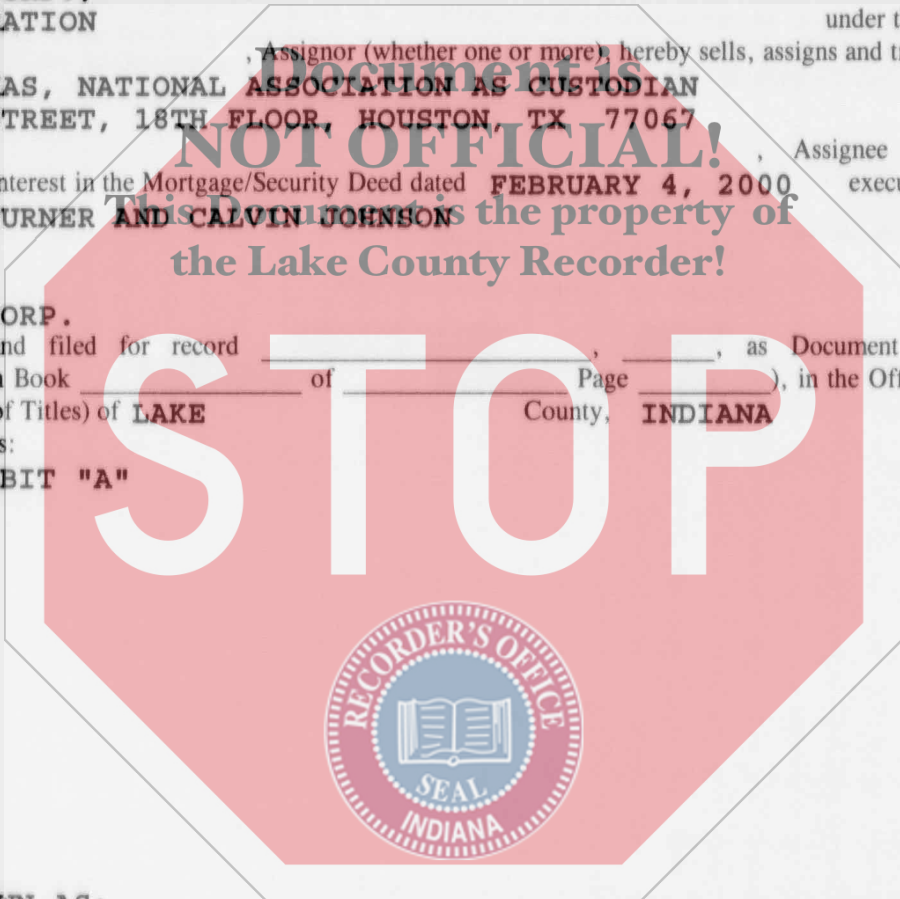 ATION under t
, Assignor (whether one or more), hereby sells, assigns and t
Document is
AS, NATIONAL ASSOCIATION AS CUSTODIAN
TREET, 18TH FLOOR, HOUSTON, TX 77067
NOT OFFICIAL!
, Assignee
nterest in the Mortgage/Security Deed dated FEBRUARY 4, 2000 execu
This Document is the property of
URNER AND CALVIN JOHNSON
the Lake County Recorder!
ORP.
nd filed for record , , as Document
Book of Page ), in the Off
of Titles) of LAKE County, INDIANA
s:
BIT "A"
STOP
RECORDER'S OFFICE
SEAL
INDIANA